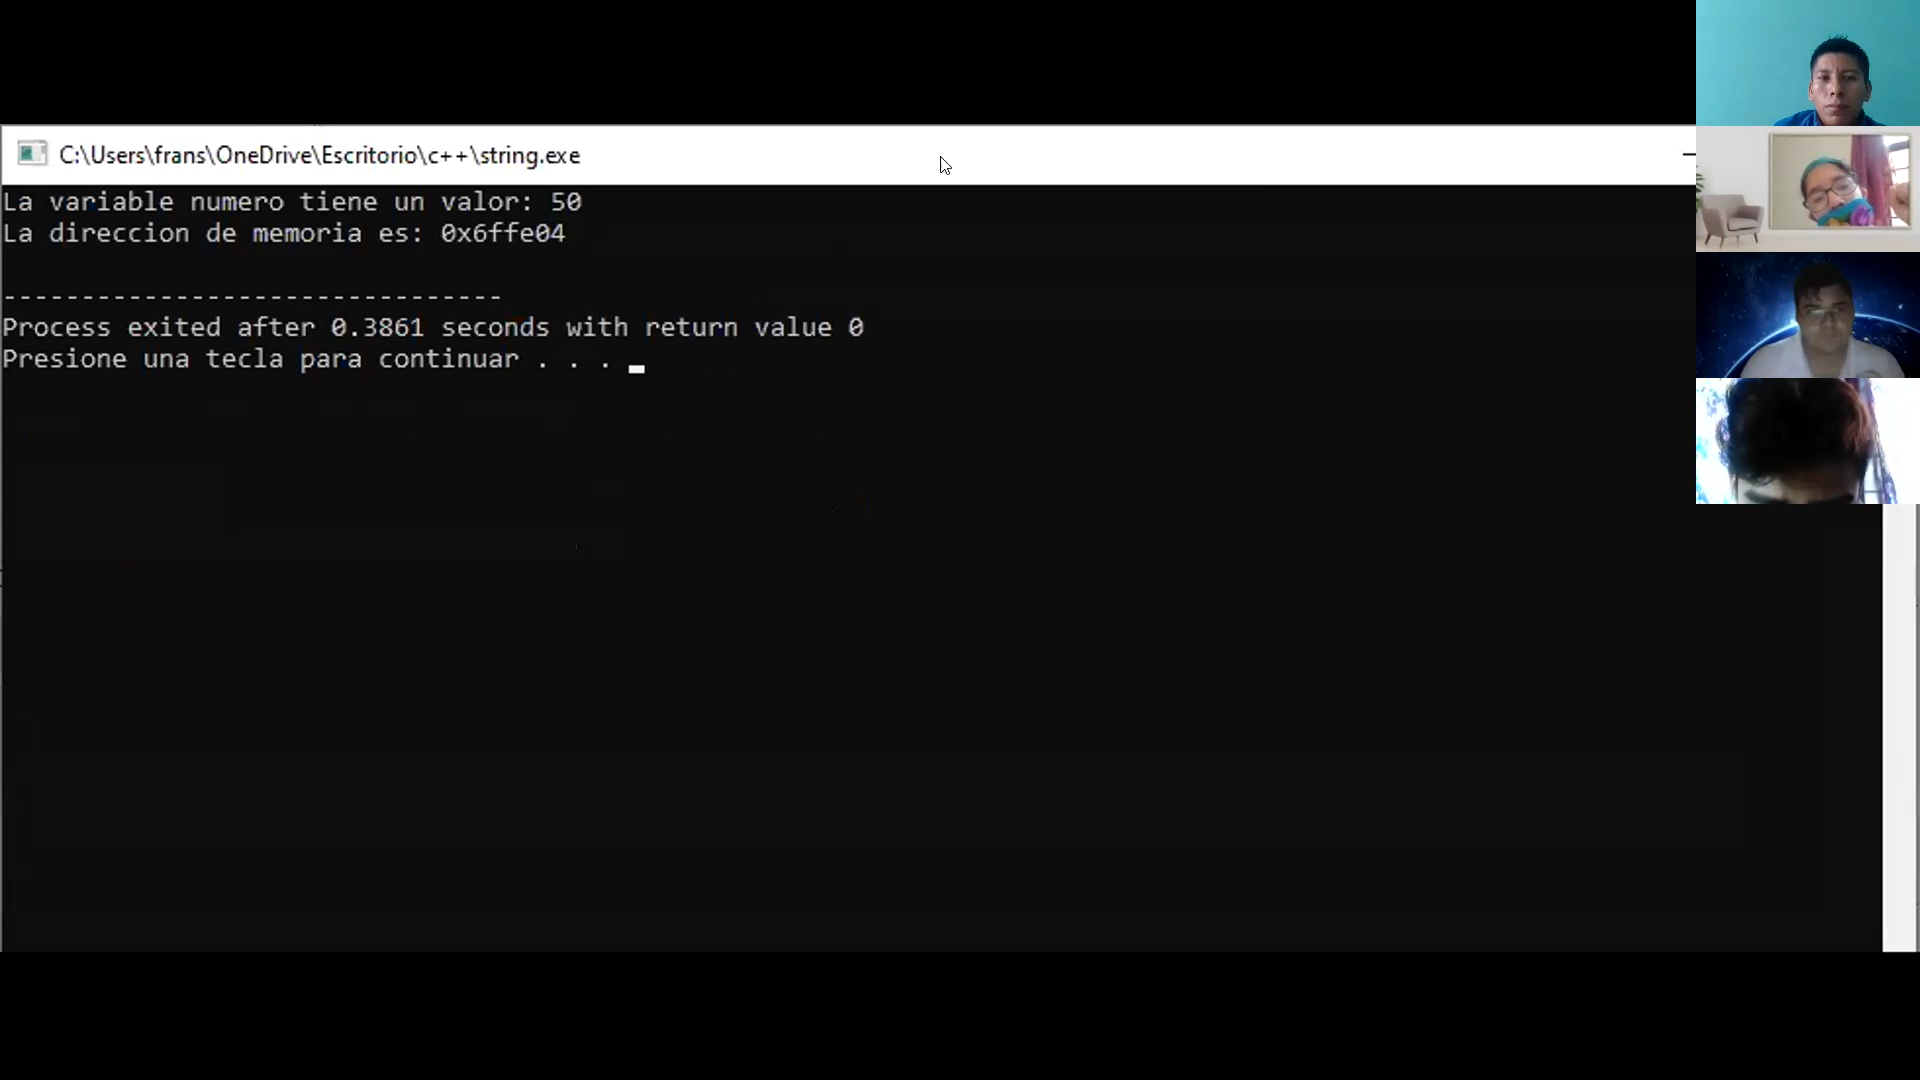 C:\Users\frans\OneDrive\Escritorio\c++\string.exe
La variable numero tiene un valor: 50
La direccion de memoria es: 0x6ffe04
--------------------------------
Process exited after 0.3861 seconds with return value 0
Presione una tecla para continuar . . .